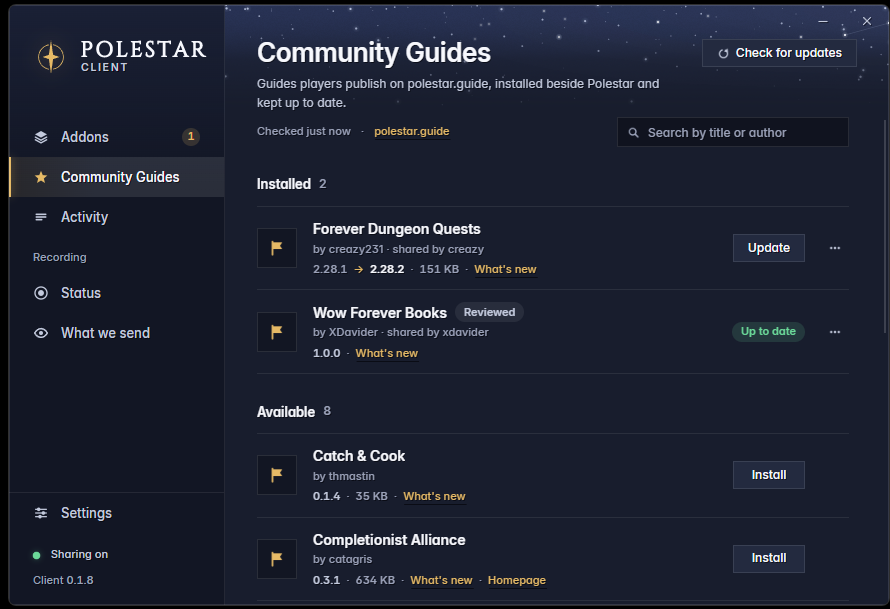 POLESTAR
CLIENT
Addons 1
Community Guides
Activity
Recording
Status
What we send
Settings
Sharing on
Client 0.1.8
Community Guides
Check for updates
Guides players publish on polestar.guide, installed beside Polestar and
kept up to date.
Checked just now · polestar.guide
Search by title or author
Installed 2
Forever Dungeon Quests
by creazy231 · shared by creazy
2.28.1 → 2.28.2 · 151 KB · What's new
Update
Wow Forever Books Reviewed
by XDavider · shared by xdavider
1.0.0 · What's new
Up to date
Available 8
Catch & Cook
by thmastin
0.1.4 · 35 KB · What's new
Install
Completionist Alliance
by catagris
0.3.1 · 634 KB · What's new · Homepage
Install